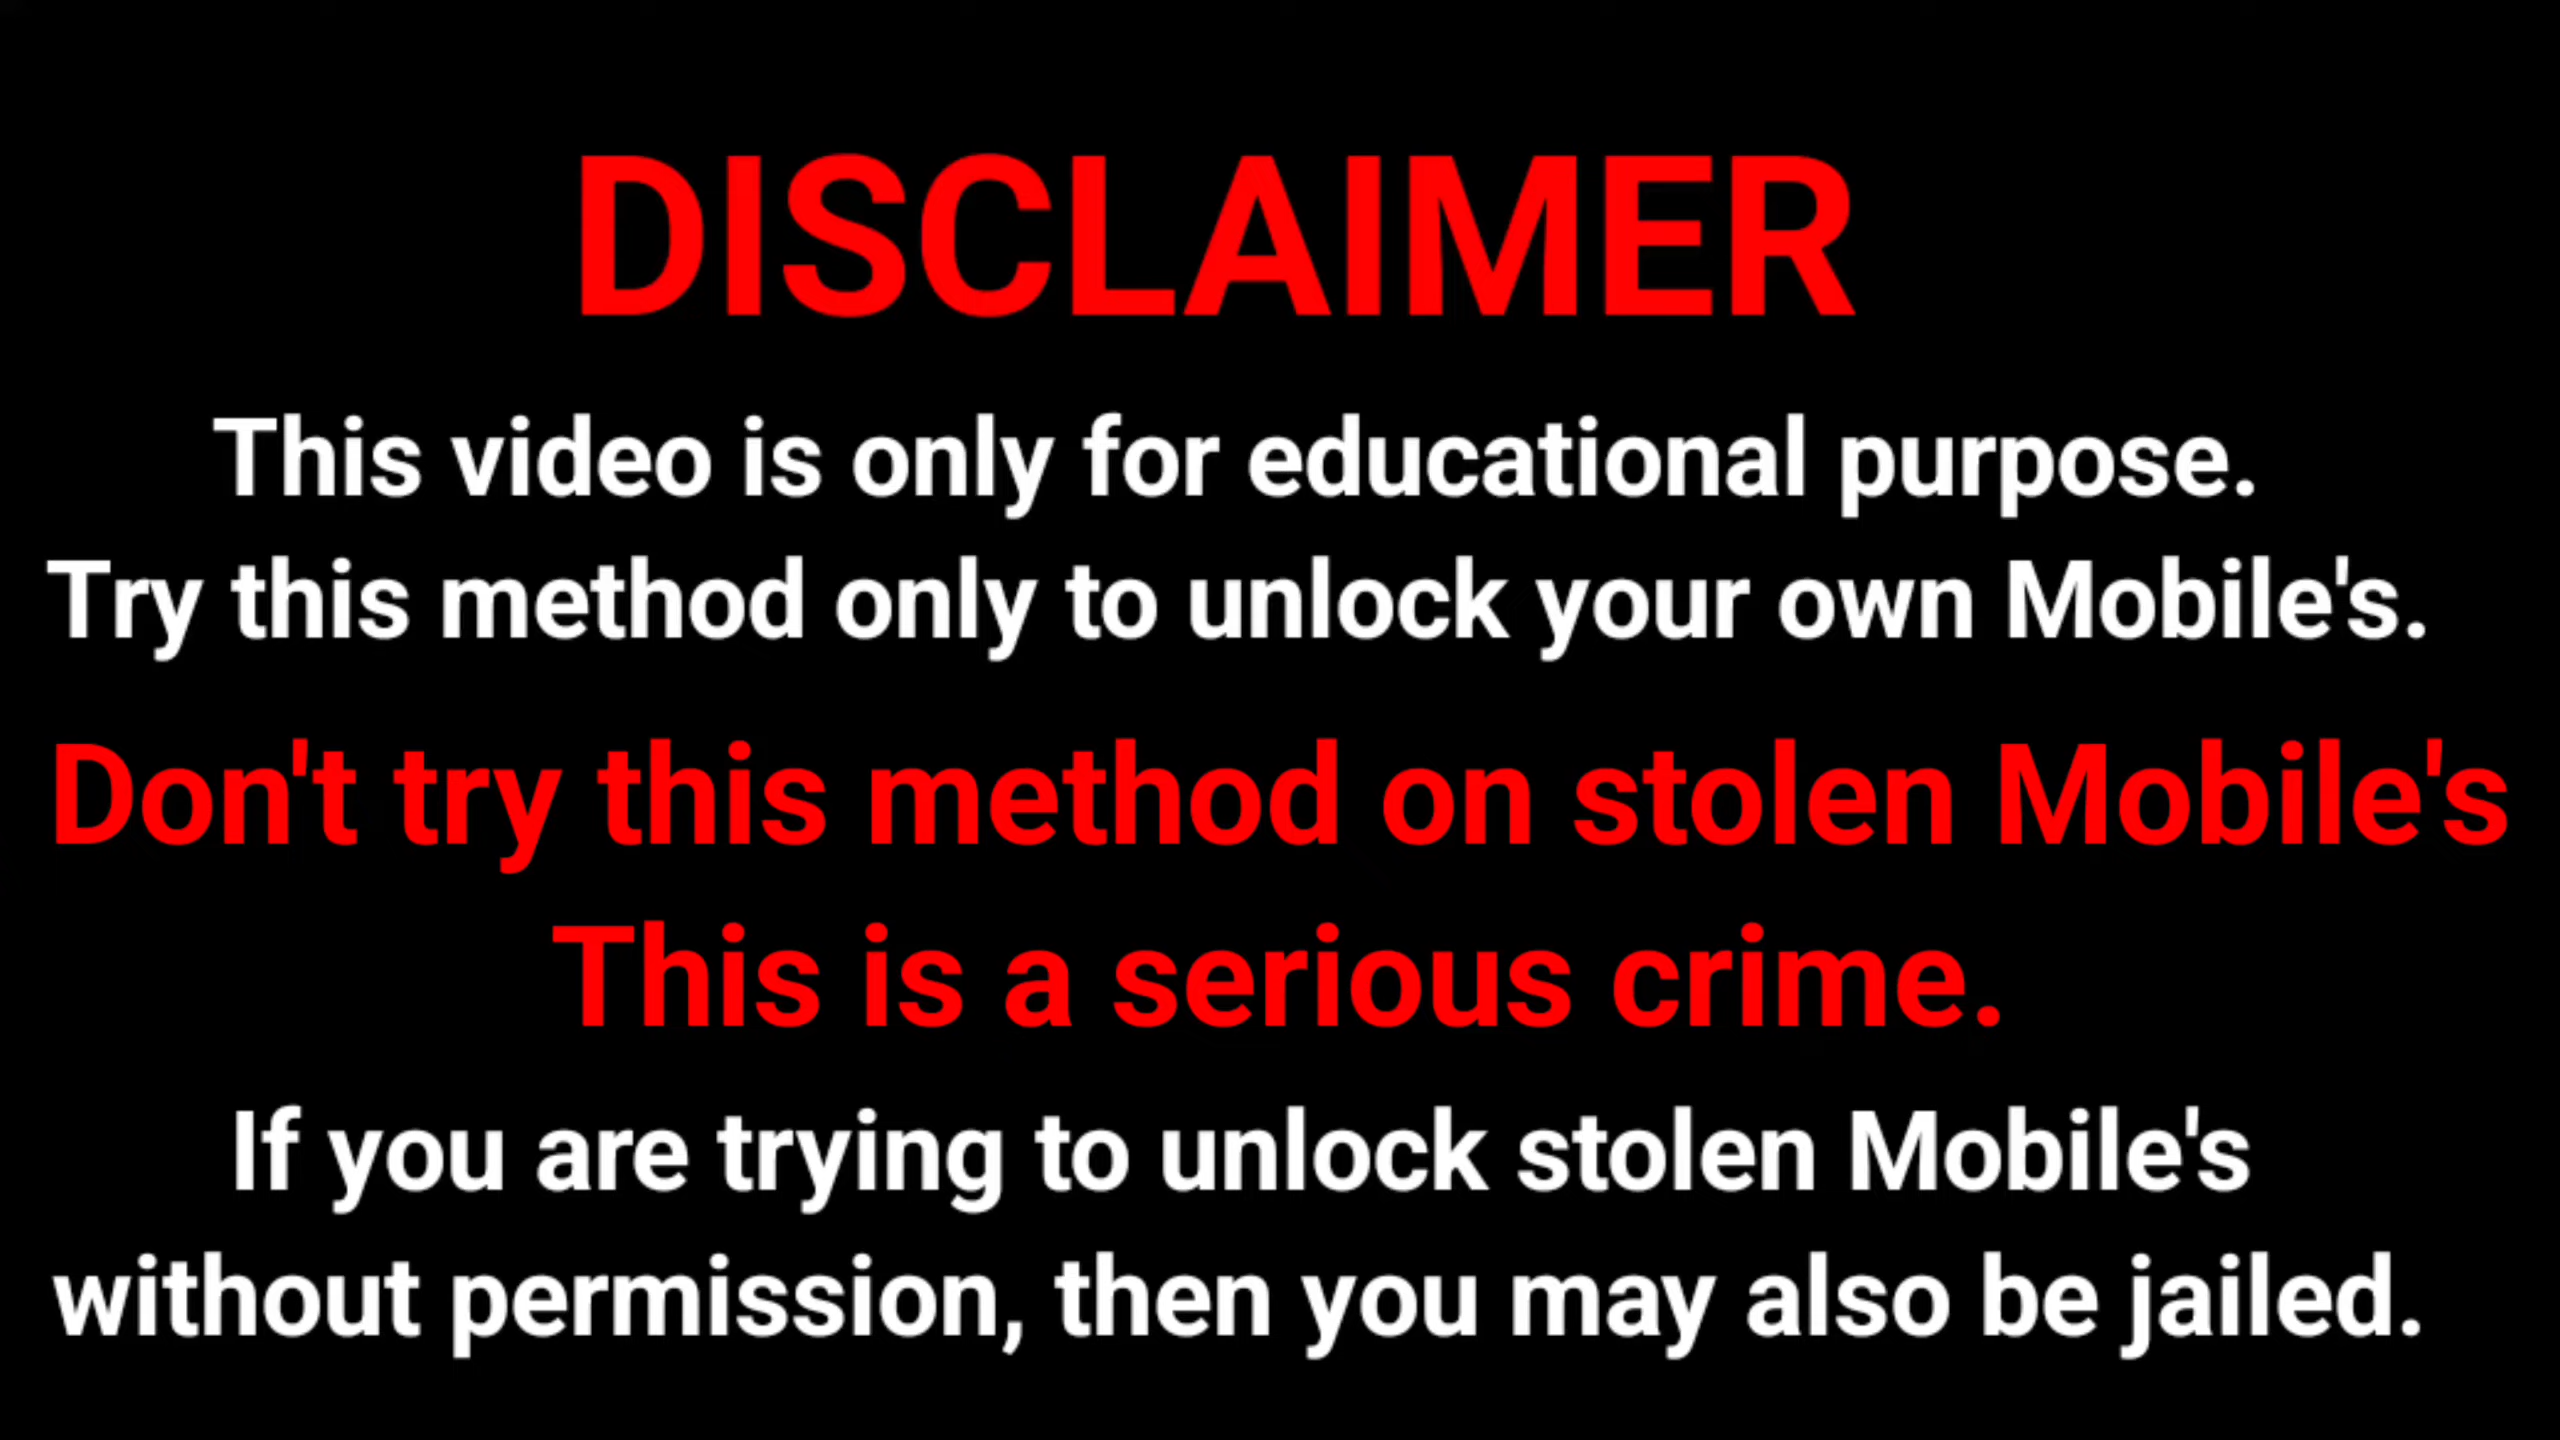 DISCLAIMER
This video is only for educational purpose.
Try this method only to unlock your own Mobile's.
Don't try this method on stolen Mobile's
This is a serious crime.
If you are trying to unlock stolen Mobile's
without permission, then you may also be jailed.